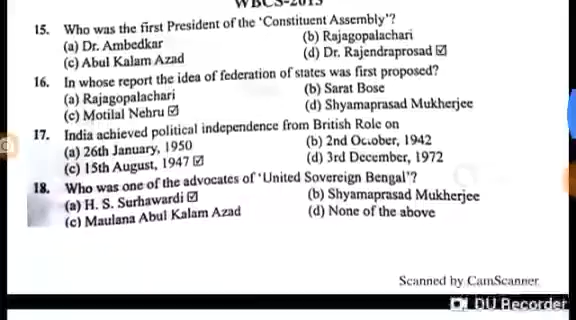 WBCS-2015
15. Who was the first President of the 'Constituent Assembly'?
(a) Dr. Ambedkar (b) Rajagopalachari
(c) Abul Kalam Azad (d) Dr. Rajendraprosad ☑
16. In whose report the idea of federation of states was first proposed?
(a) Rajagopalachari (b) Sarat Bose
(c) Motilal Nehru ☑ (d) Shyamaprasad Mukherjee
17. India achieved political independence from British Role on
(a) 26th January, 1950 (b) 2nd October, 1942
(c) 15th August, 1947 ☑ (d) 3rd December, 1972
18. Who was one of the advocates of 'United Sovereign Bengal'?
(a) H. S. Surhawardi ☑ (b) Shyamaprasad Mukherjee
(c) Maulana Abul Kalam Azad (d) None of the above
Scanned by CamScanner
DU Recorder